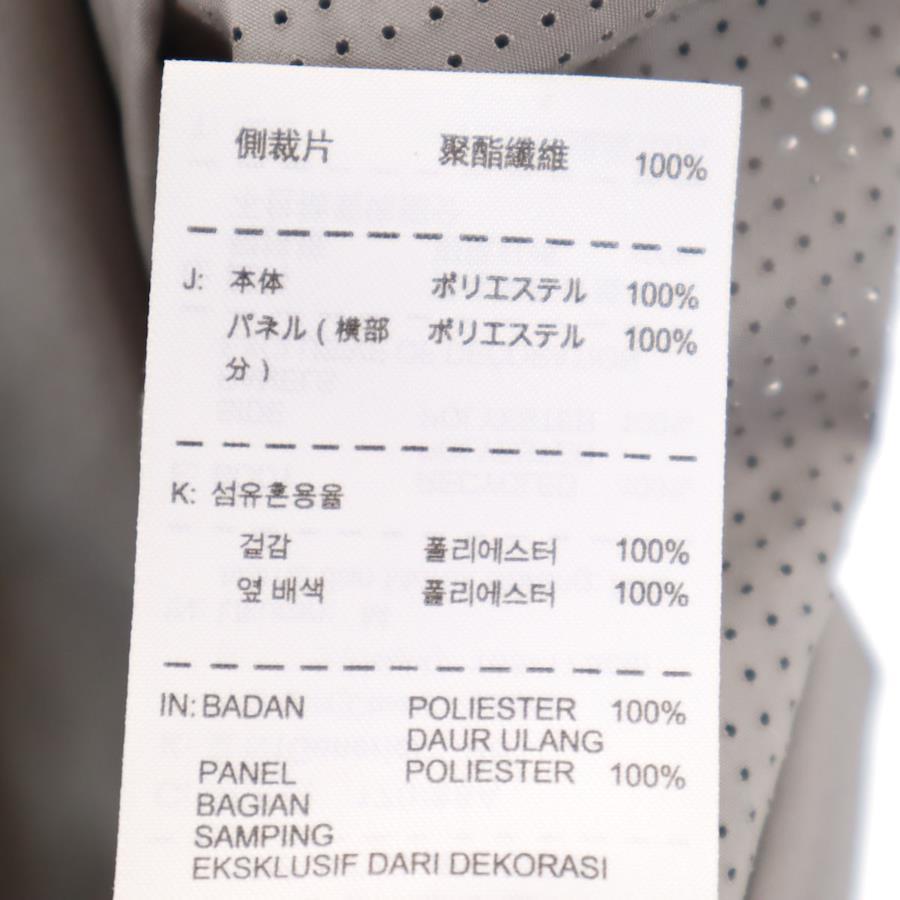 側裁片 聚酯纖維 100%
J: 本体 ポリエステル 100%
パネル(横部 ポリエステル 100%
分)
K: 섬유혼용율
겉감 폴리에스터 100%
옆 배색 폴리에스터 100%
IN: BADAN POLIESTER 100%
DAUR ULANG
PANEL POLIESTER 100%
BAGIAN
SAMPING
EKSKLUSIF DARI DEKORASI